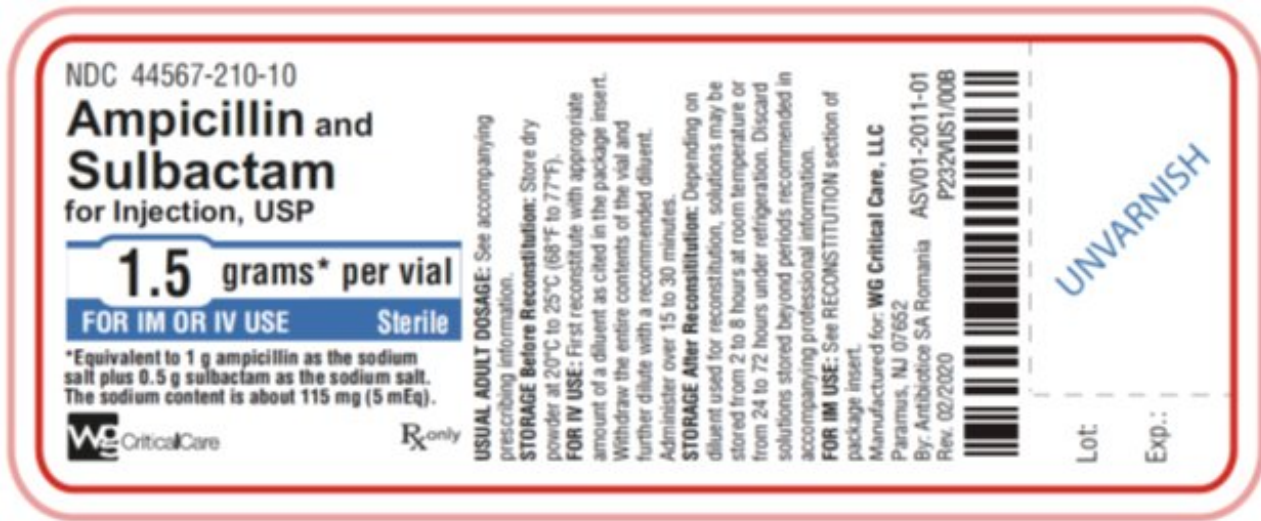 NDC 44567-210-10
Ampicillin and
Sulbactam
for Injection, USP
1.5 grams* per vial
FOR IM OR IV USE Sterile
*Equivalent to 1 g ampicillin as the sodium
salt plus 0.5 g sulbactam as the sodium salt.
The sodium content is about 115 mg (5 mEq).
Wg CriticalCare
Rx only
USUAL ADULT DOSAGE: See accompanying
prescribing information.
STORAGE Before Reconstitution: Store dry
powder at 20°C to 25°C (68°F to 77°F).
FOR IV USE: First reconstitute with appropriate
amount of a diluent as cited in the package insert.
Withdraw the entire contents of the vial and
further dilute with a recommended diluent.
Administer over 15 to 30 minutes.
STORAGE After Reconsititution: Depending on
diluent used for reconstitution, solutions may be
stored from 2 to 8 hours at room temperature or
from 24 to 72 hours under refrigeration. Discard
solutions stored beyond periods recommended in
accompanying professional information.
FOR IM USE: See RECONSTITUTION section of
package insert.
Manufactured for: WG Critical Care, LLC
Paramus, NJ 07652
By: Antibiotice SA Romania ASV01-2011-01
Rev. 02/2020 P232VUS1/00B
UNVARNISH
Lot:
Exp.: